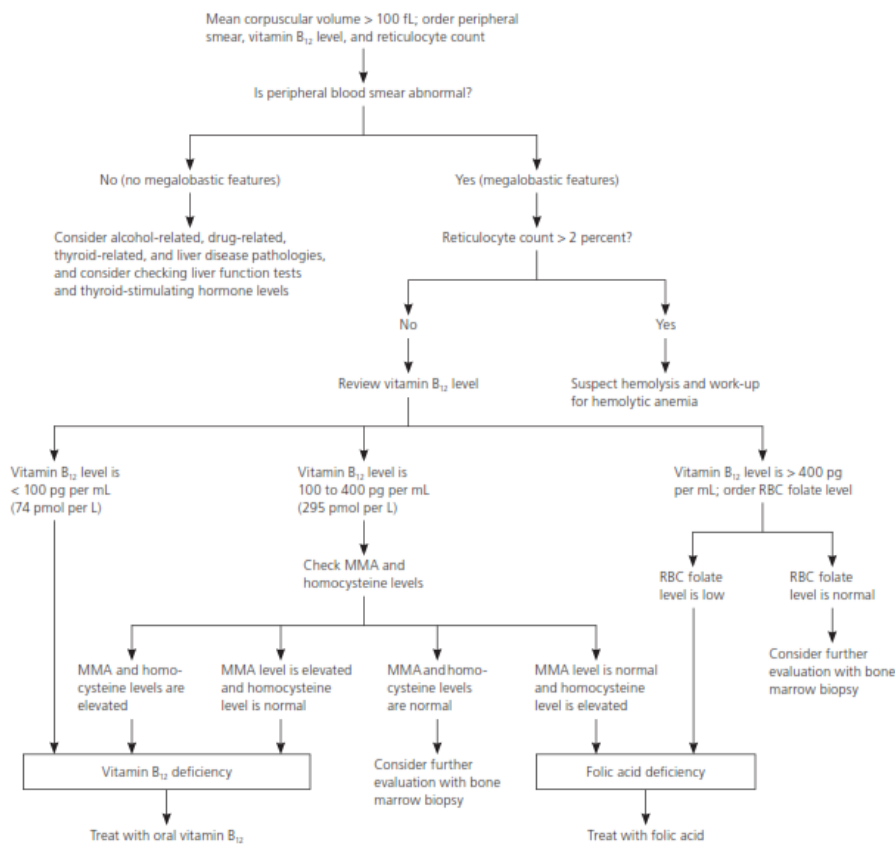 Mean corpuscular volume > 100 fL; order peripheral
smear, vitamin B₁₂ level, and reticulocyte count
Is peripheral blood smear abnormal?
No (no megalobastic features)
Yes (megalobastic features)
Consider alcohol-related, drug-related,
thyroid-related, and liver disease pathologies,
and consider checking liver function tests
and thyroid-stimulating hormone levels
Reticulocyte count > 2 percent?
No
Yes
Review vitamin B₁₂ level
Suspect hemolysis and work-up
for hemolytic anemia
Vitamin B₁₂ level is
< 100 pg per mL
(74 pmol per L)
Vitamin B₁₂ level is
100 to 400 pg per mL
(295 pmol per L)
Vitamin B₁₂ level is > 400 pg
per mL; order RBC folate level
Check MMA and
homocysteine levels
RBC folate
level is low
RBC folate
level is normal
Consider further
evaluation with bone
marrow biopsy
MMA and homo-
cysteine levels are
elevated
MMA level is elevated
and homocysteine
level is normal
MMA and homo-
cysteine levels
are normal
MMA level is normal
and homocysteine
level is elevated
Consider further
evaluation with bone
marrow biopsy
Vitamin B₁₂ deficiency
Folic acid deficiency
Treat with oral vitamin B₁₂
Treat with folic acid